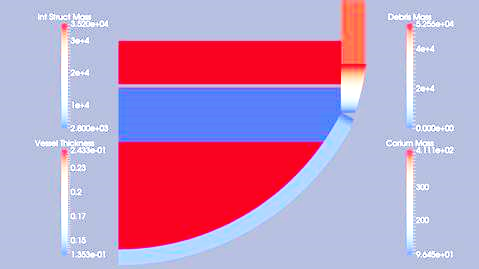 Int Struct Mass
3.520e+04
3e+4
2e+4
1e+4
2.800e+03
Debris Mass
5.256e+04
4e+4
2e+4
0.000e+00
Vessel Thickness
2.433e-01
0.23
0.2
0.17
0.15
1.353e-01
Corium Mass
4.111e+02
300
200
9.645e+01